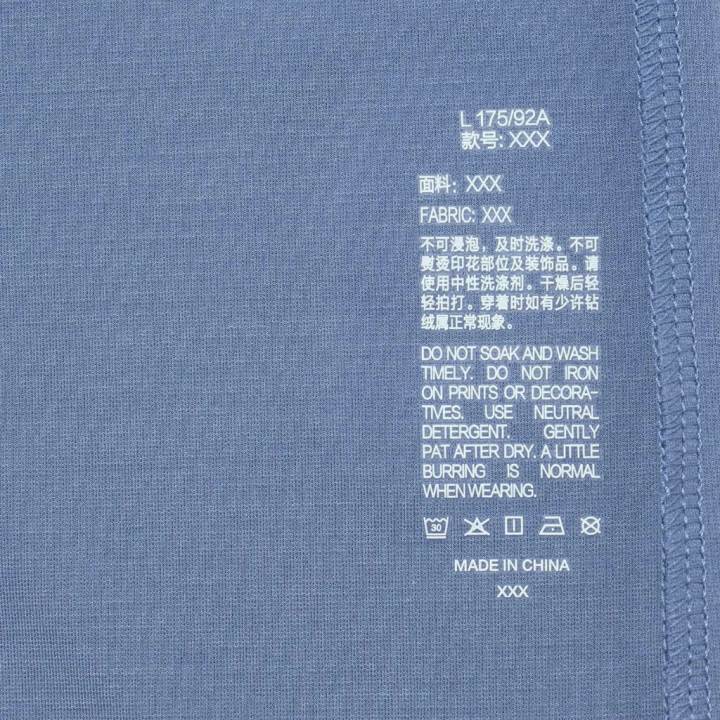 L 175/92A
款号: XXX
面料: XXX
FABRIC: XXX
不可浸泡，及时洗涤。不可
熨烫印花部位及装饰品。请
使用中性洗涤剂。干燥后轻
轻拍打。穿着时如有少许钻
绒属正常现象。
DO NOT SOAK AND WASH
TIMELY. DO NOT IRON
ON PRINTS OR DECORA-
TIVES. USE NEUTRAL
DETERGENT. GENTLY
PAT AFTER DRY. A LITTLE
BURRING IS NORMAL
WHEN WEARING.
30
MADE IN CHINA
XXX